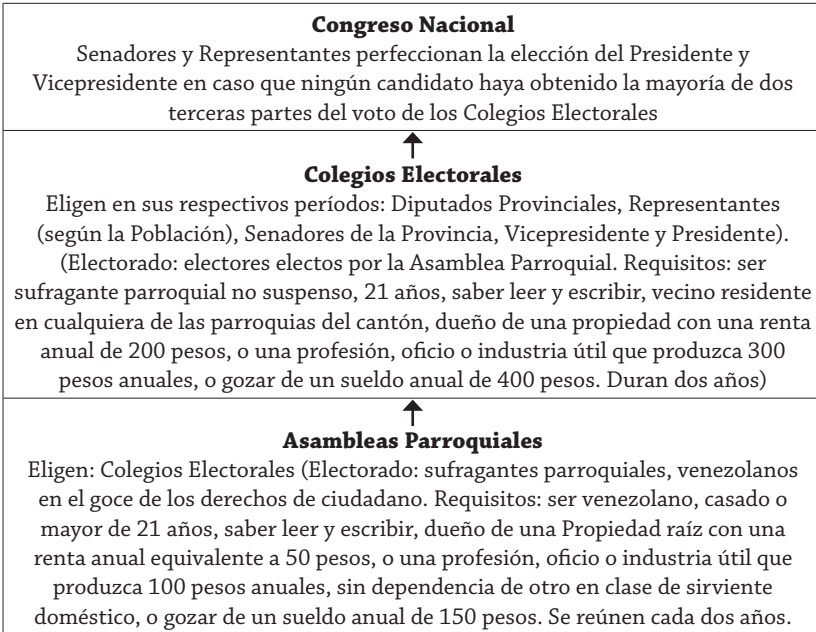 Congreso Nacional
Senadores y Representantes perfeccionan la elección del Presidente y
Vicepresidente en caso que ningún candidato haya obtenido la mayoría de dos
terceras partes del voto de los Colegios Electorales
Colegios Electorales
Eligen en sus respectivos períodos: Diputados Provinciales, Representantes
(según la Población), Senadores de la Provincia, Vicepresidente y Presidente).
(Electorado: electores electos por la Asamblea Parroquial. Requisitos: ser
sufragante parroquial no suspenso, 21 años, saber leer y escribir, vecino residente
en cualquiera de las parroquias del cantón, dueño de una propiedad con una renta
anual de 200 pesos, o una profesión, oficio o industria útil que produzca 300
pesos anuales, o gozar de un sueldo anual de 400 pesos. Duran dos años)
Asambleas Parroquiales
Eligen: Colegios Electorales (Electorado: sufragantes parroquiales, venezolanos
en el goce de los derechos de ciudadano. Requisitos: ser venezolano, casado o
mayor de 21 años, saber leer y escribir, dueño de una Propiedad raíz con una
renta anual equivalente a 50 pesos, o una profesión, oficio o industria útil que
produzca 100 pesos anuales, sin dependencia de otro en clase de sirviente
doméstico, o gozar de un sueldo anual de 150 pesos. Se reúnen cada dos años.